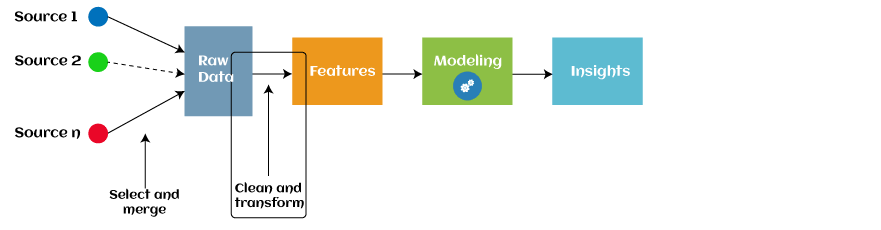 Source 1
Source 2
Source n
Raw
Data
Features
Modeling
Insights
Select and
merge
Clean and
transform